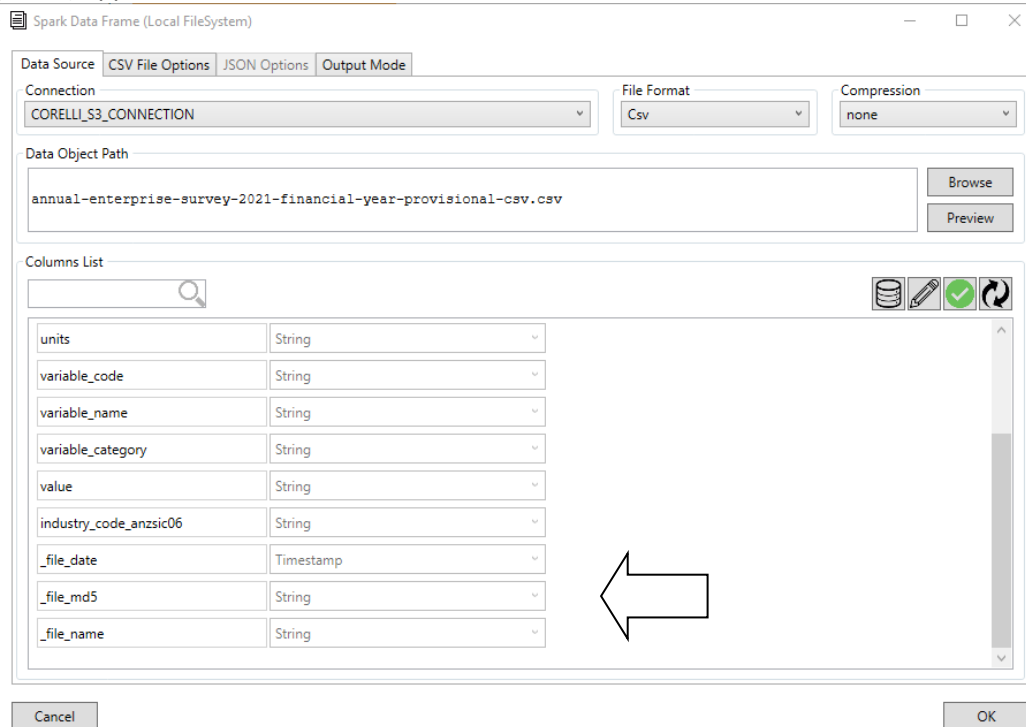 Spark Data Frame (Local FileSystem)
Data Source CSV File Options JSON Options Output Mode
Connection File Format Compression
CORELLI_S3_CONNECTION Csv none
Data Object Path
annual-enterprise-survey-2021-financial-year-provisional-csv.csv
Browse
Preview
Columns List
units String
variable_code String
variable_name String
variable_category String
value String
industry_code_anzsic06 String
_file_date Timestamp
_file_md5 String
_file_name String
Cancel OK